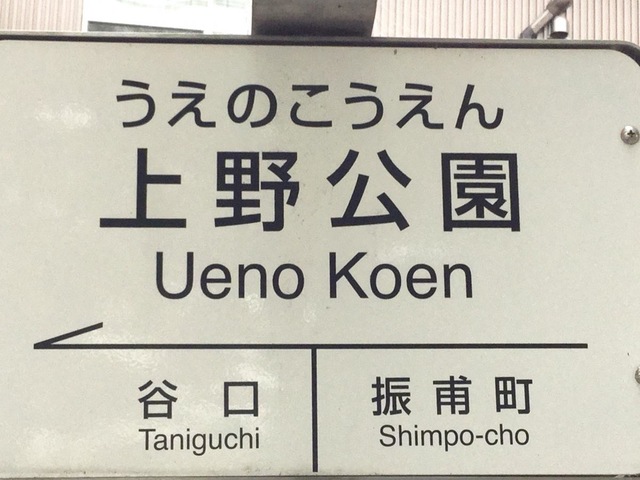 うえのこうえん
上野公園
Ueno Koen
谷口
Taniguchi
振甫町
Shimpo-cho